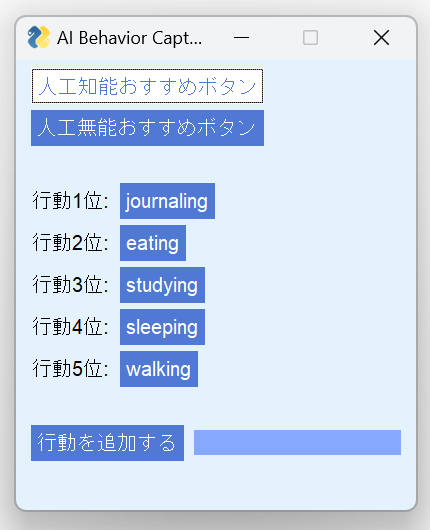 AI Behavior Capt...
人工知能おすすめボタン
人工無能おすすめボタン
行動1位: journaling
行動2位: eating
行動3位: studying
行動4位: sleeping
行動5位: walking
行動を追加する